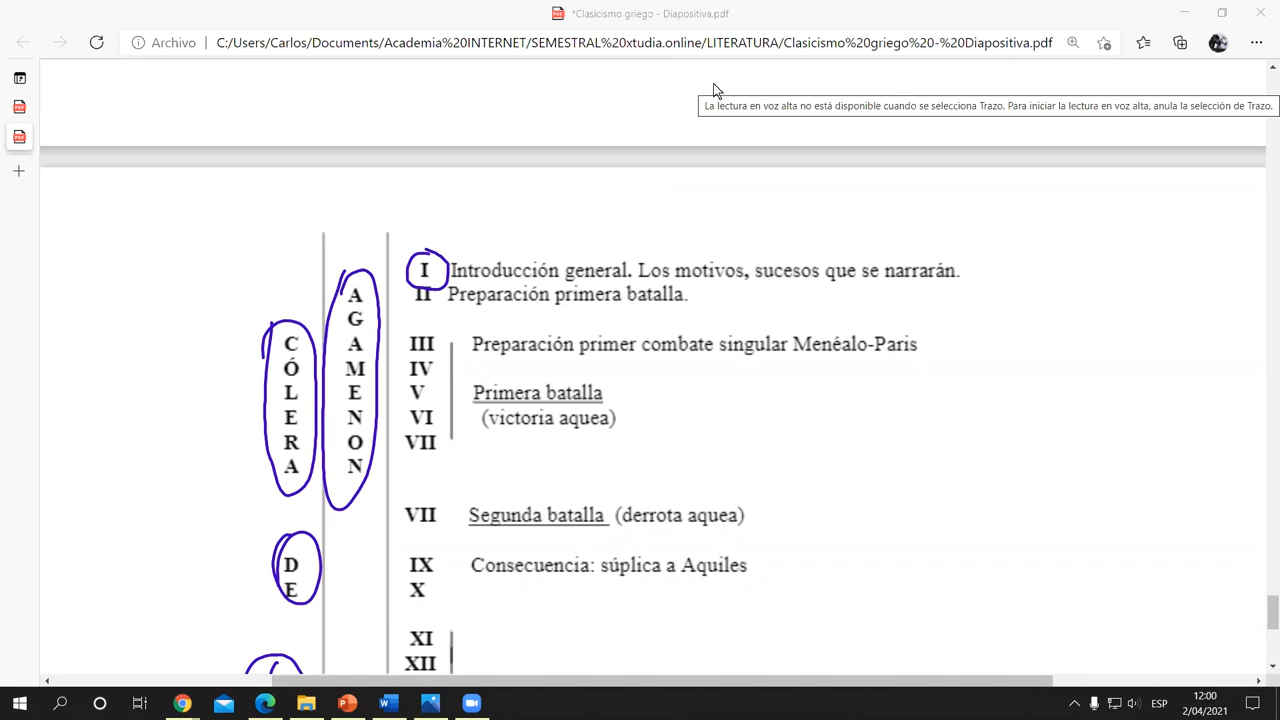 *Clasicismo griego - Diapositiva.pdf
Archivo C:/Users/Carlos/Documents/Academia%20INTERNET/SEMESTRAL%20xtudia.online/LITERATURA/Clasicismo%20griego%20-%20Diapositiva.pdf
La lectura en voz alta no está disponible cuando se selecciona Trazo. Para iniciar la lectura en voz alta, anula la selección de Trazo.
CÓLERA
DE
AGAMENON
I Introducción general. Los motivos, sucesos que se narrarán.
II Preparación primera batalla.
III Preparación primer combate singular Menéalo-Paris
IV
V Primera batalla
VI (victoria aquea)
VII
VII Segunda batalla (derrota aquea)
IX Consecuencia: súplica a Aquiles
X
XI
XII
ESP
12:00
2/04/2021